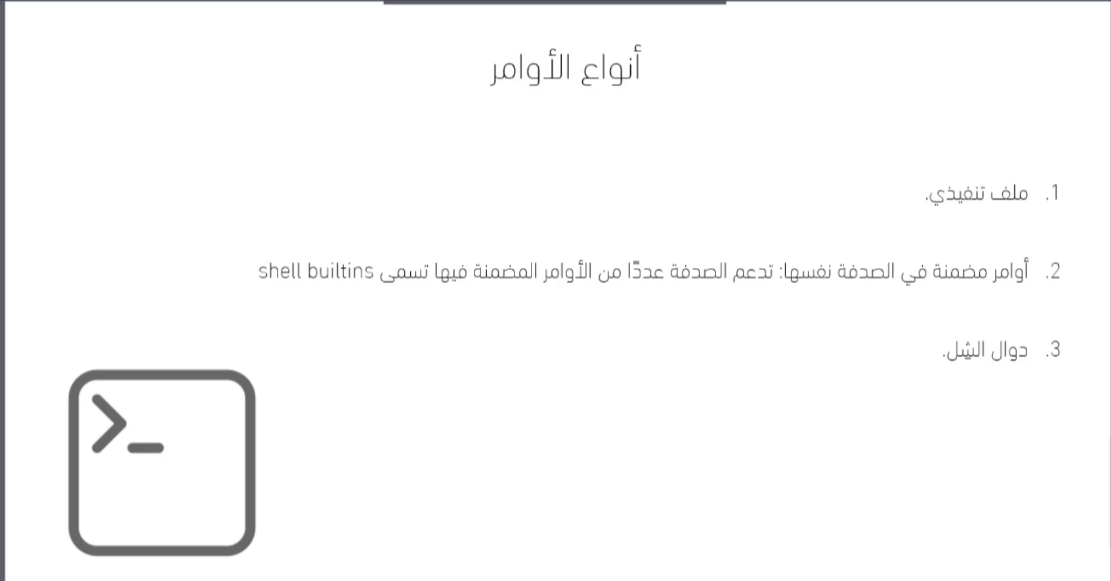 أنواع الأوامر
1. ملف تنفيذي.
2. أوامر مضمنة في الصدفة نفسها: تدعم الصدفة عددًا من الأوامر المضمنة فيها تسمى shell builtins
3. دوال الشِل.